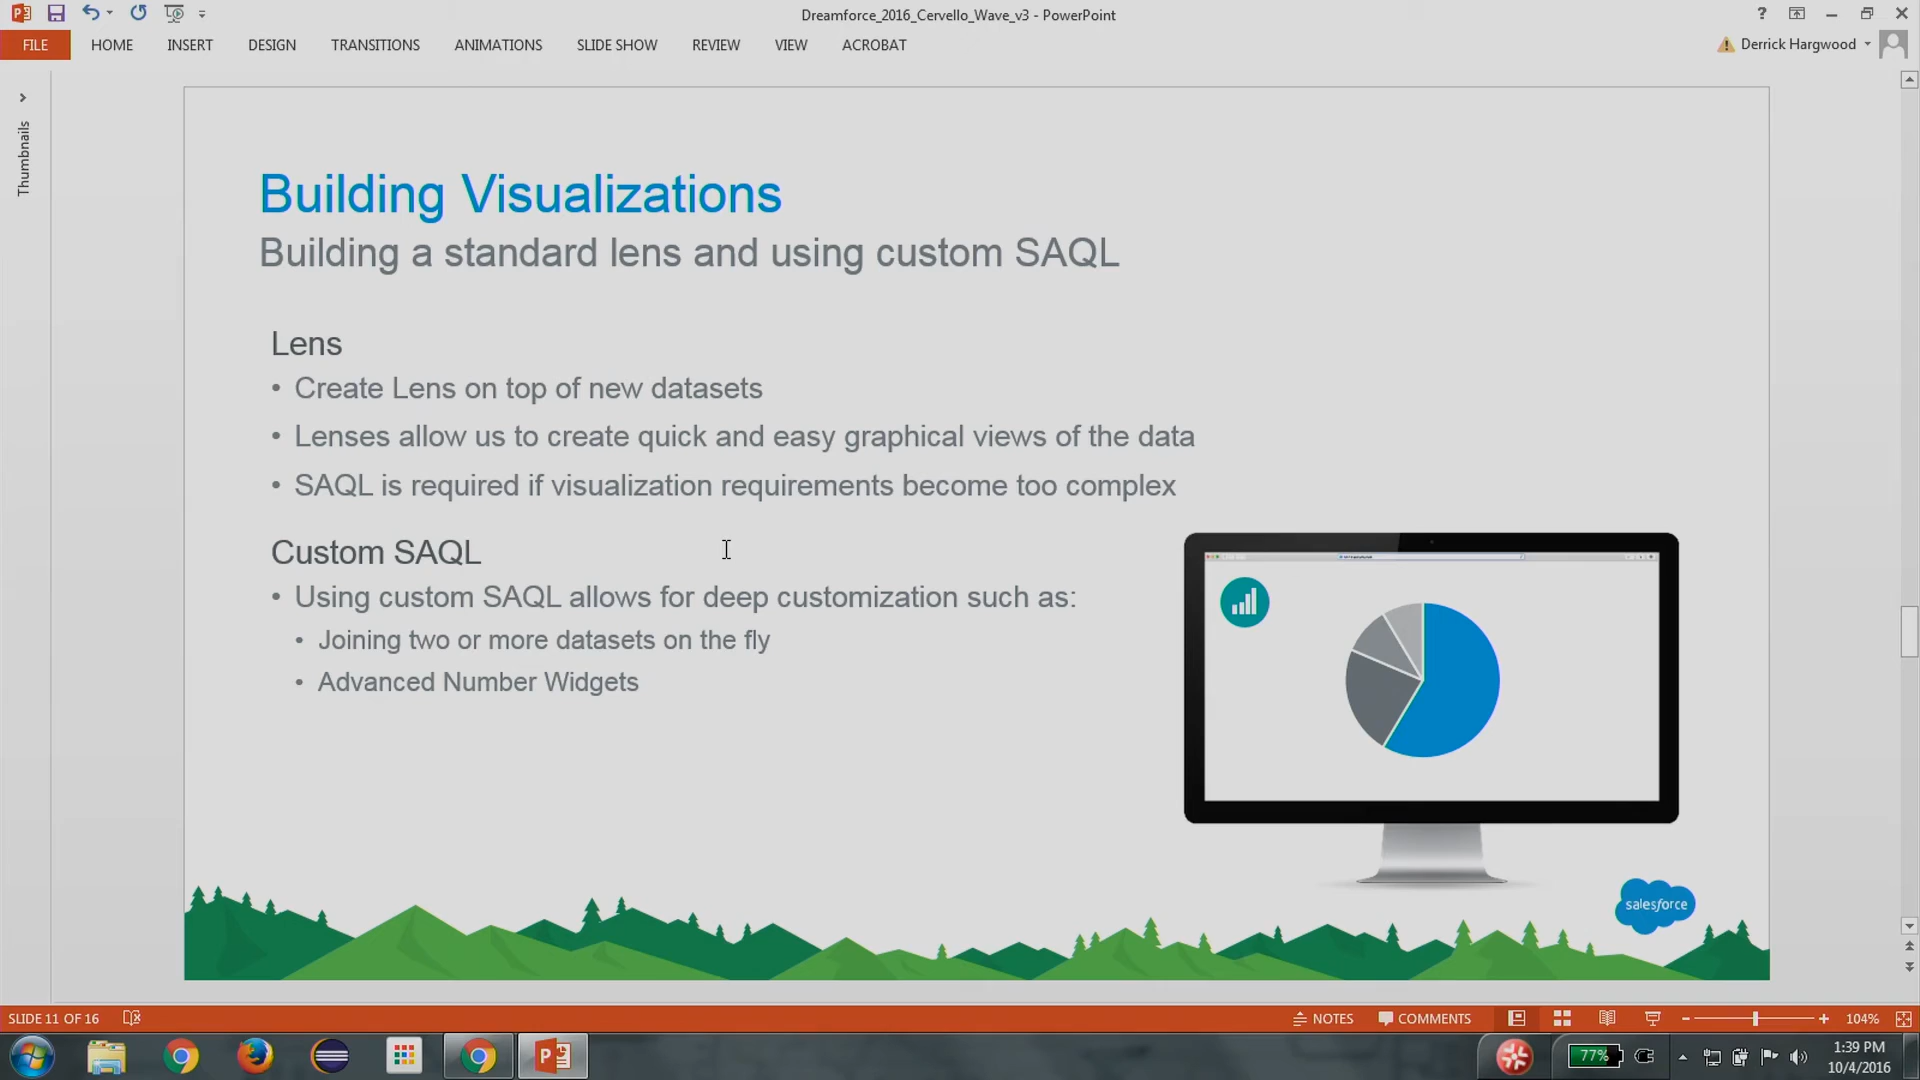 Dreamforce_2016_Cervello_Wave_v3 - PowerPoint
?
FILE HOME INSERT DESIGN TRANSITIONS ANIMATIONS SLIDE SHOW REVIEW VIEW ACROBAT
Derrick Hargwood
Thumbnails
Building Visualizations
Building a standard lens and using custom SAQL
Lens
• Create Lens on top of new datasets
• Lenses allow us to create quick and easy graphical views of the data
• SAQL is required if visualization requirements become too complex
Custom SAQL
• Using custom SAQL allows for deep customization such as:
• Joining two or more datasets on the fly
• Advanced Number Widgets
salesforce
SLIDE 11 OF 16
NOTES
COMMENTS
104%
77%
1:39 PM
10/4/2016